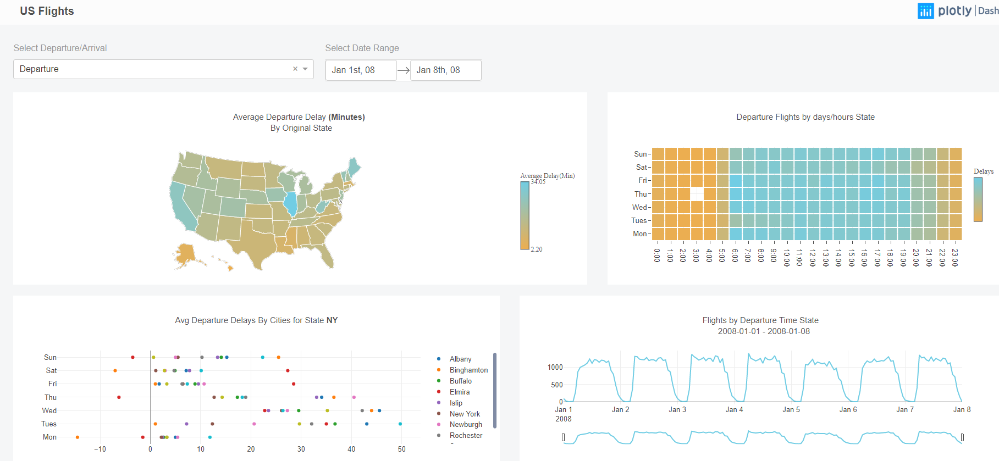 US Flights
plotly | Dash
Select Departure/Arrival
Select Date Range
Departure
×
Jan 1st, 08
Jan 8th, 08
Average Departure Delay (Minutes)
By Original State
Average Delay(Min)
34.05
2.20
Departure Flights by days/hours State
Sun
Sat
Fri
Thu
Wed
Tues
Mon
0:00
1:00
2:00
3:00
4:00
5:00
6:00
7:00
8:00
9:00
10:00
11:00
12:00
13:00
14:00
15:00
16:00
17:00
18:00
19:00
20:00
21:00
22:00
23:00
Delays
Avg Departure Delays By Cities for State NY
Sun
Sat
Fri
Thu
Wed
Tues
Mon
−10
0
10
20
30
40
50
Albany
Binghamton
Buffalo
Elmira
Islip
New York
Newburgh
Rochester
Flights by Departure Time State
2008-01-01 - 2008-01-08
1000
500
0
Jan 1
2008
Jan 2
Jan 3
Jan 4
Jan 5
Jan 6
Jan 7
Jan 8